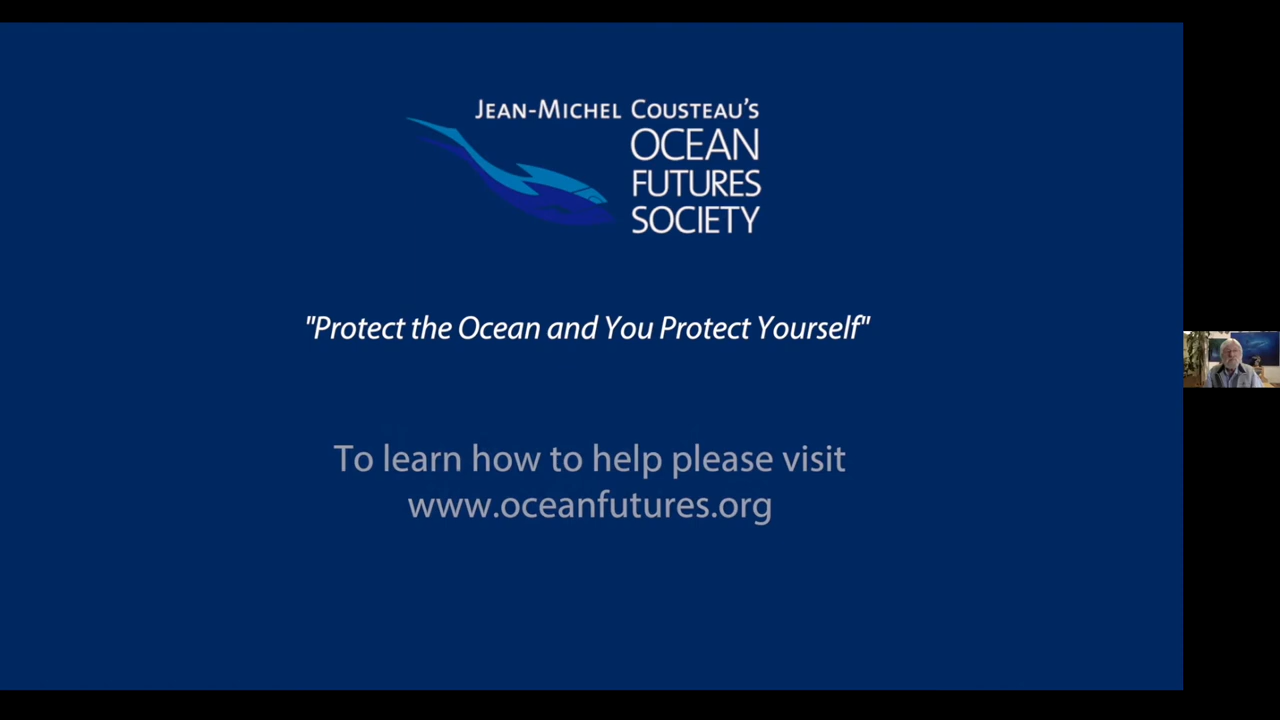 JEAN-MICHEL COUSTEAU'S
OCEAN
FUTURES
SOCIETY
"Protect the Ocean and You Protect Yourself"
To learn how to help please visit
www.oceanfutures.org